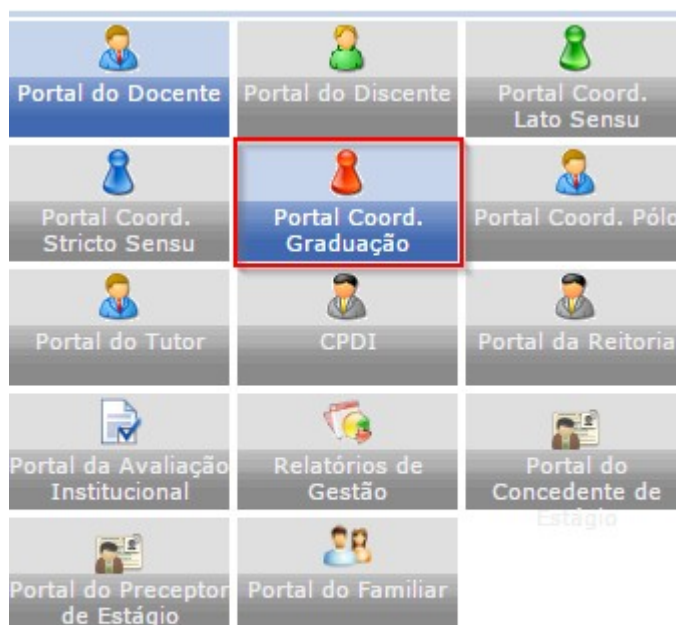 Portal do Docente
Portal do Discente
Portal Coord.
Lato Sensu
Portal Coord.
Stricto Sensu
Portal Coord.
Graduação
Portal Coord. Pólo
Portal do Tutor
CPDI
Portal da Reitoria
Portal da Avaliação
Institucional
Relatórios de
Gestão
Portal do
Concedente de
Estágio
Portal do Preceptor
de Estágio
Portal do Familiar